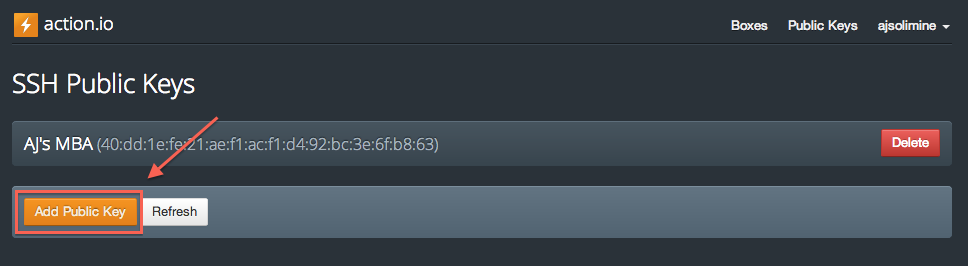 action.io Boxes Public Keys ajsolimine
SSH Public Keys
AJ's MBA (40:dd:1e:fe:21:ae:f1:ac:f1:d4:92:bc:3e:6f:b8:63) Delete
Add Public Key Refresh